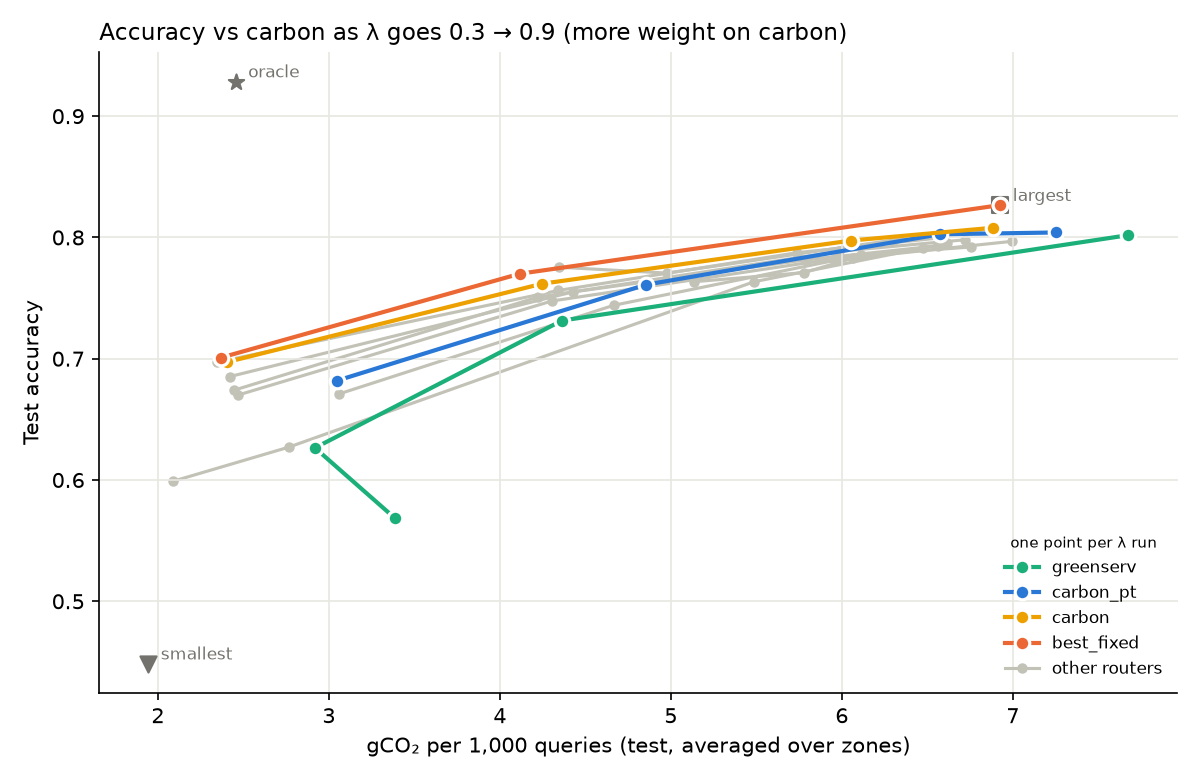 Accuracy vs carbon as λ goes 0.3 → 0.9 (more weight on carbon)
oracle
0.9
largest
0.8
0.7
Test accuracy
0.6
one point per λ run
greenserv
0.5
carbon_pt
carbon
best_fixed
smallest
other routers
2 3 4 5 6 7
gCO₂ per 1,000 queries (test, averaged over zones)